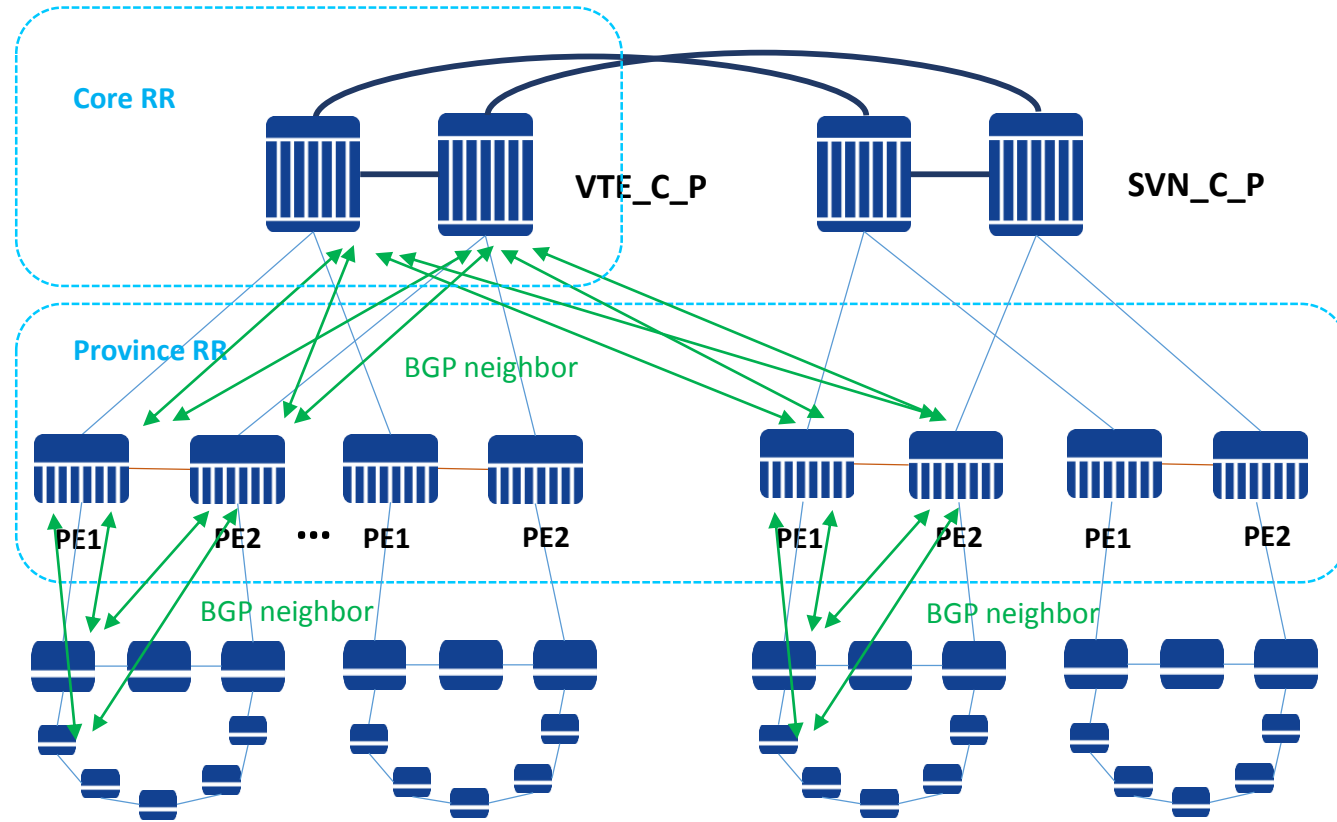 Core RR
VTE_C_P
SVN_C_P
Province RR
BGP neighbor
PE1
PE2
...
PE1
PE2
PE1
PE2
PE1
PE2
BGP neighbor
BGP neighbor